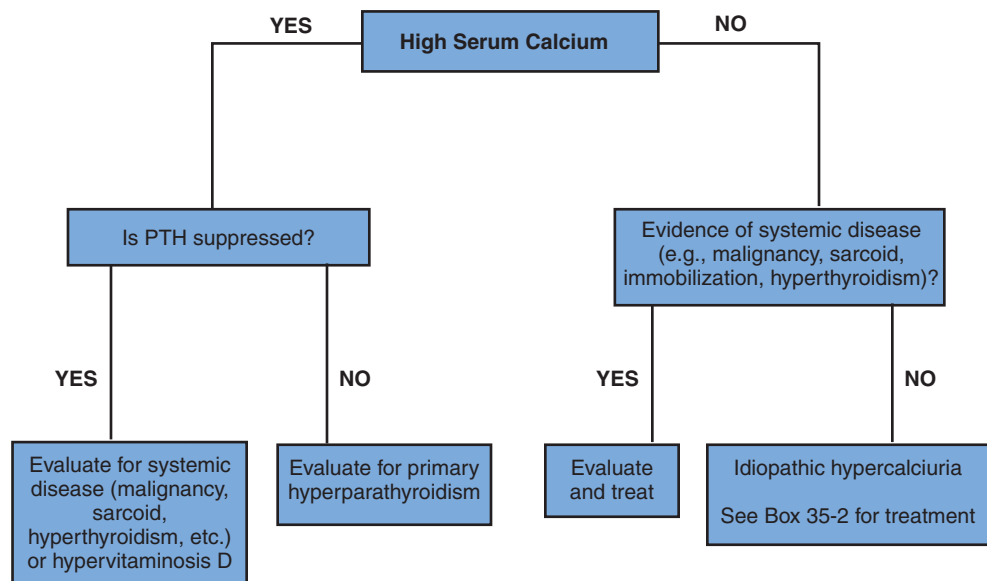 YES
High Serum Calcium
NO
Is PTH suppressed?
Evidence of systemic disease
(e.g., malignancy, sarcoid,
immobilization, hyperthyroidism)?
YES
NO
YES
NO
Evaluate for systemic
disease (malignancy,
sarcoid,
hyperthyroidism, etc.)
or hypervitaminosis D
Evaluate for primary
hyperparathyroidism
Evaluate
and treat
Idiopathic hypercalciuria
See Box 35-2 for treatment